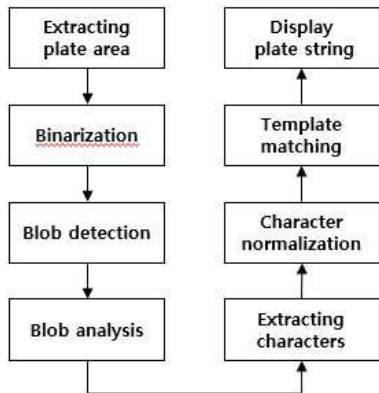 Extracting
plate area
Binarization
Blob detection
Blob analysis
Extracting
characters
Character
normalization
Template
matching
Display
plate string